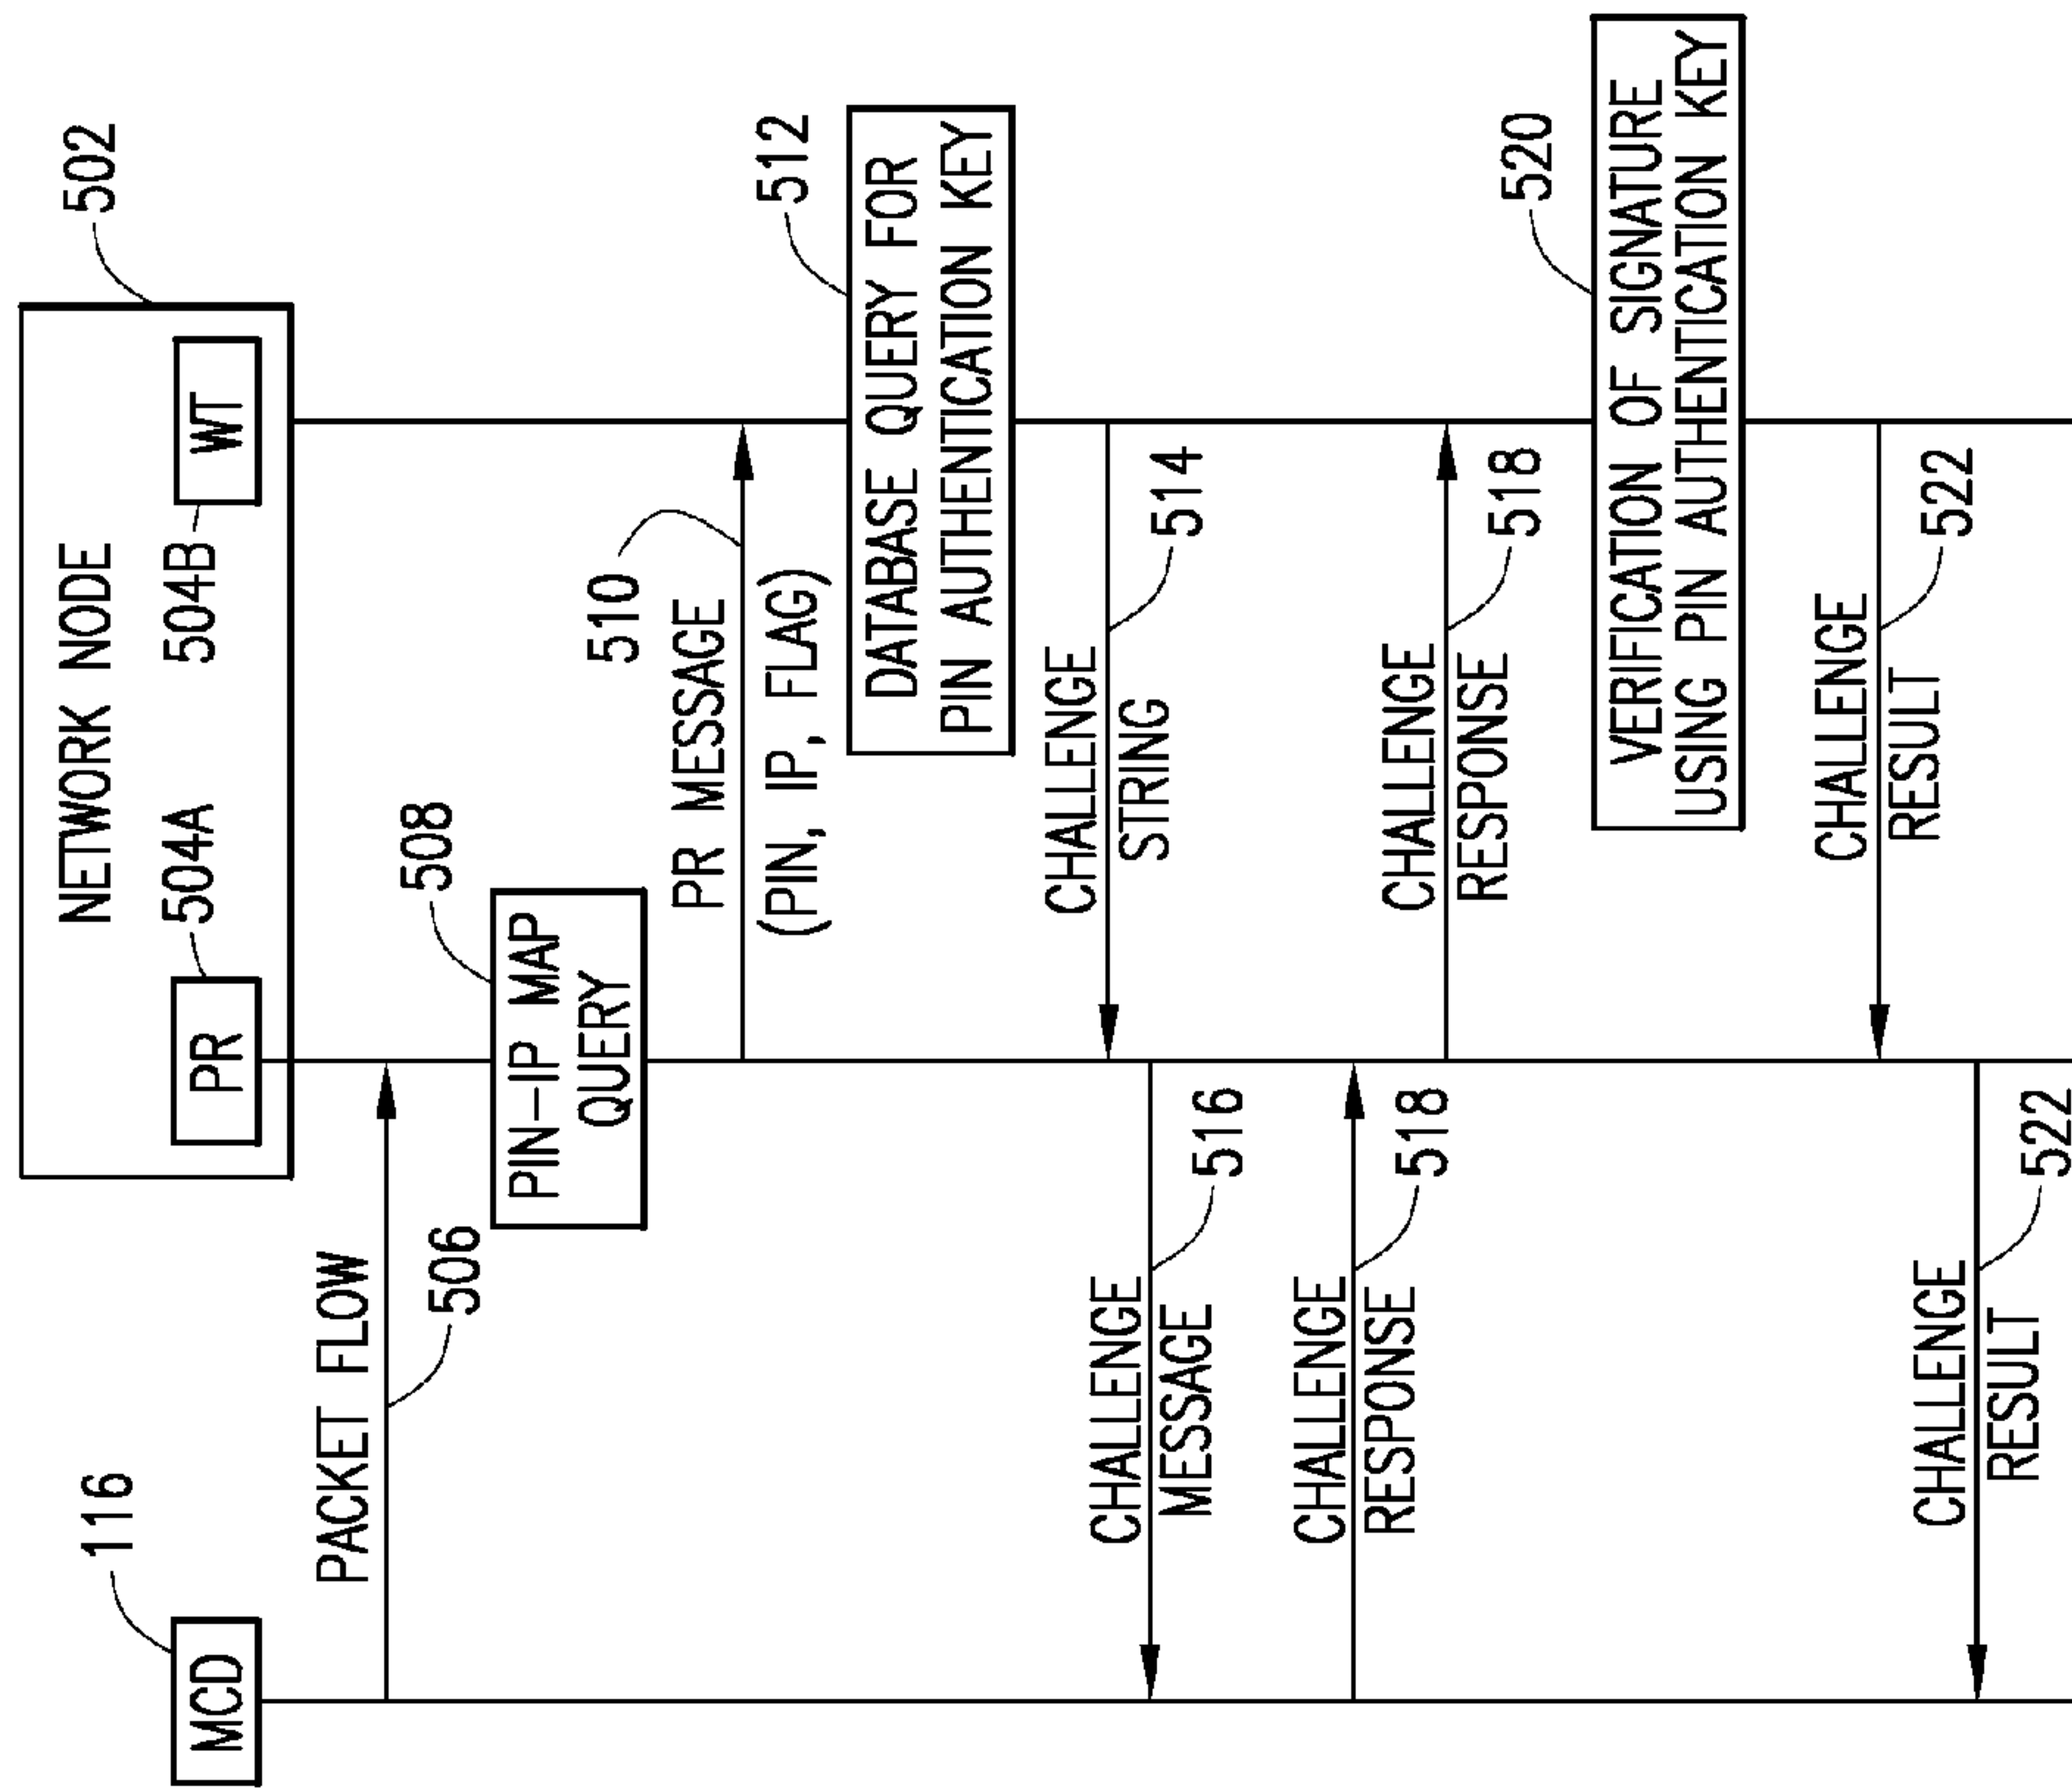 502
NETWORK NODE
116
504A
504B
MCD
PR
WT
PACKET FLOW
506
508
PIN-IP MAP
QUERY
510
PR MESSAGE
(PIN, IP, FLAG)
512
DATABASE QUERY FOR
PIN AUTHENTICATION KEY
CHALLENGE
STRING
514
CHALLENGE
MESSAGE
516
CHALLENGE
RESPONSE
518
CHALLENGE
RESPONSE
518
520
VERIFICATION OF SIGNATURE
USING PIN AUTHENTICATION KEY
CHALLENGE
RESULT
522
CHALLENGE
RESULT
522